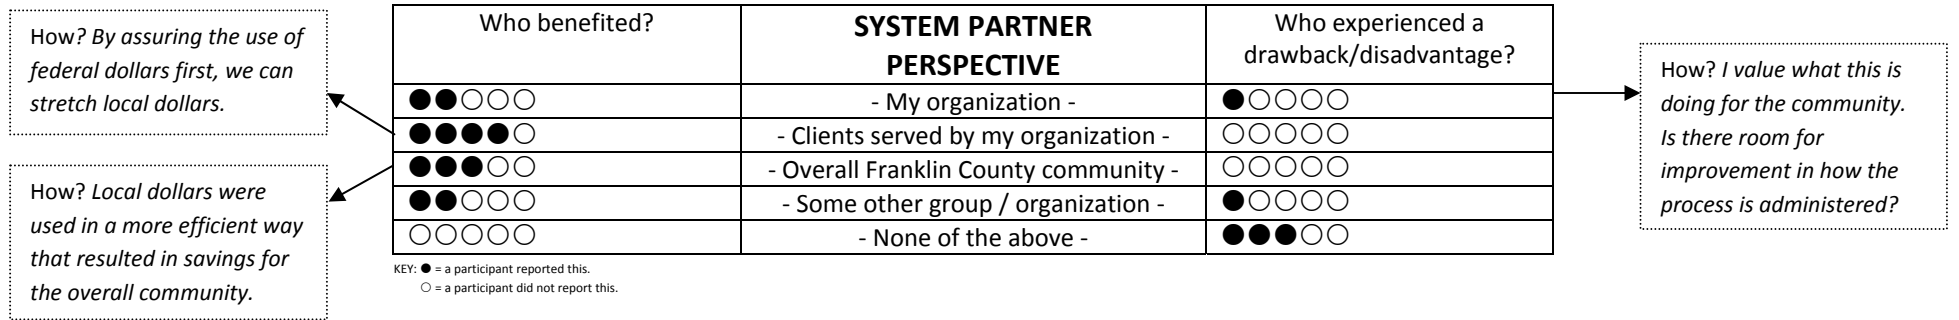 How? By assuring the use of
federal dollars first, we can
stretch local dollars.
How? Local dollars were
used in a more efficient way
that resulted in savings for
the overall community.
Who benefited?
SYSTEM PARTNER
PERSPECTIVE
Who experienced a
drawback/disadvantage?
●●○○○ - My organization - ●○○○○
●●●●○ - Clients served by my organization - ○○○○○
●●●○○ - Overall Franklin County community - ○○○○○
●●○○○ - Some other group / organization - ●○○○○
○○○○○ - None of the above - ●●●○○
KEY: ● = a participant reported this.
○ = a participant did not report this.
How? I value what this is
doing for the community.
Is there room for
improvement in how the
process is administered?